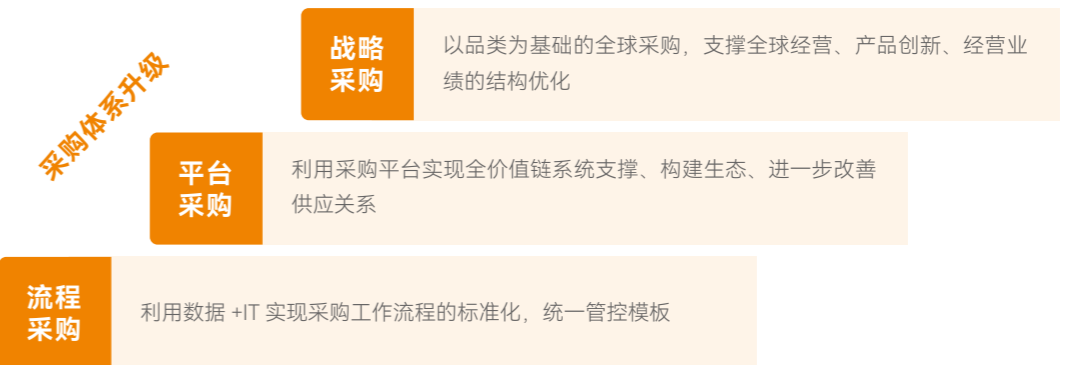 采购体系升级
战略
采购
以品类为基础的全球采购，支撑全球经营、产品创新、经营业
绩的结构优化
平台
采购
利用采购平台实现全价值链系统支撑、构建生态、进一步改善
供应关系
流程
采购
利用数据 +IT 实现采购工作流程的标准化，统一管控模板